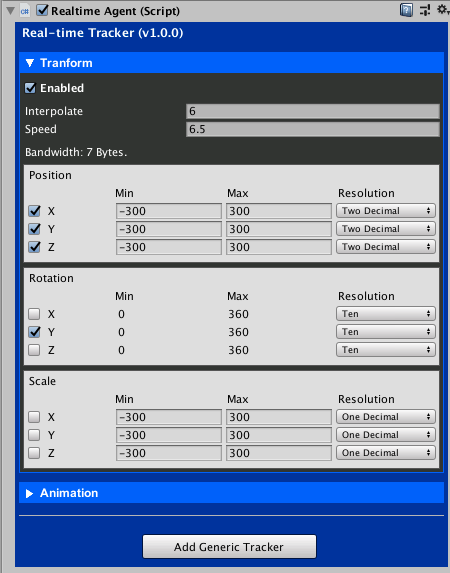 Realtime Agent (Script)
Real-time Tracker (v1.0.0)
Tranform
Enabled
Interpolate 6
Speed 6.5
Bandwidth: 7 Bytes.
Position
Min Max Resolution
X -300 300 Two Decimal
Y -300 300 Two Decimal
Z -300 300 Two Decimal
Rotation
Min Max Resolution
X 0 360 Ten
Y 0 360 Ten
Z 0 360 Ten
Scale
Min Max Resolution
X -300 300 One Decimal
Y -300 300 One Decimal
Z -300 300 One Decimal
Animation
Add Generic Tracker